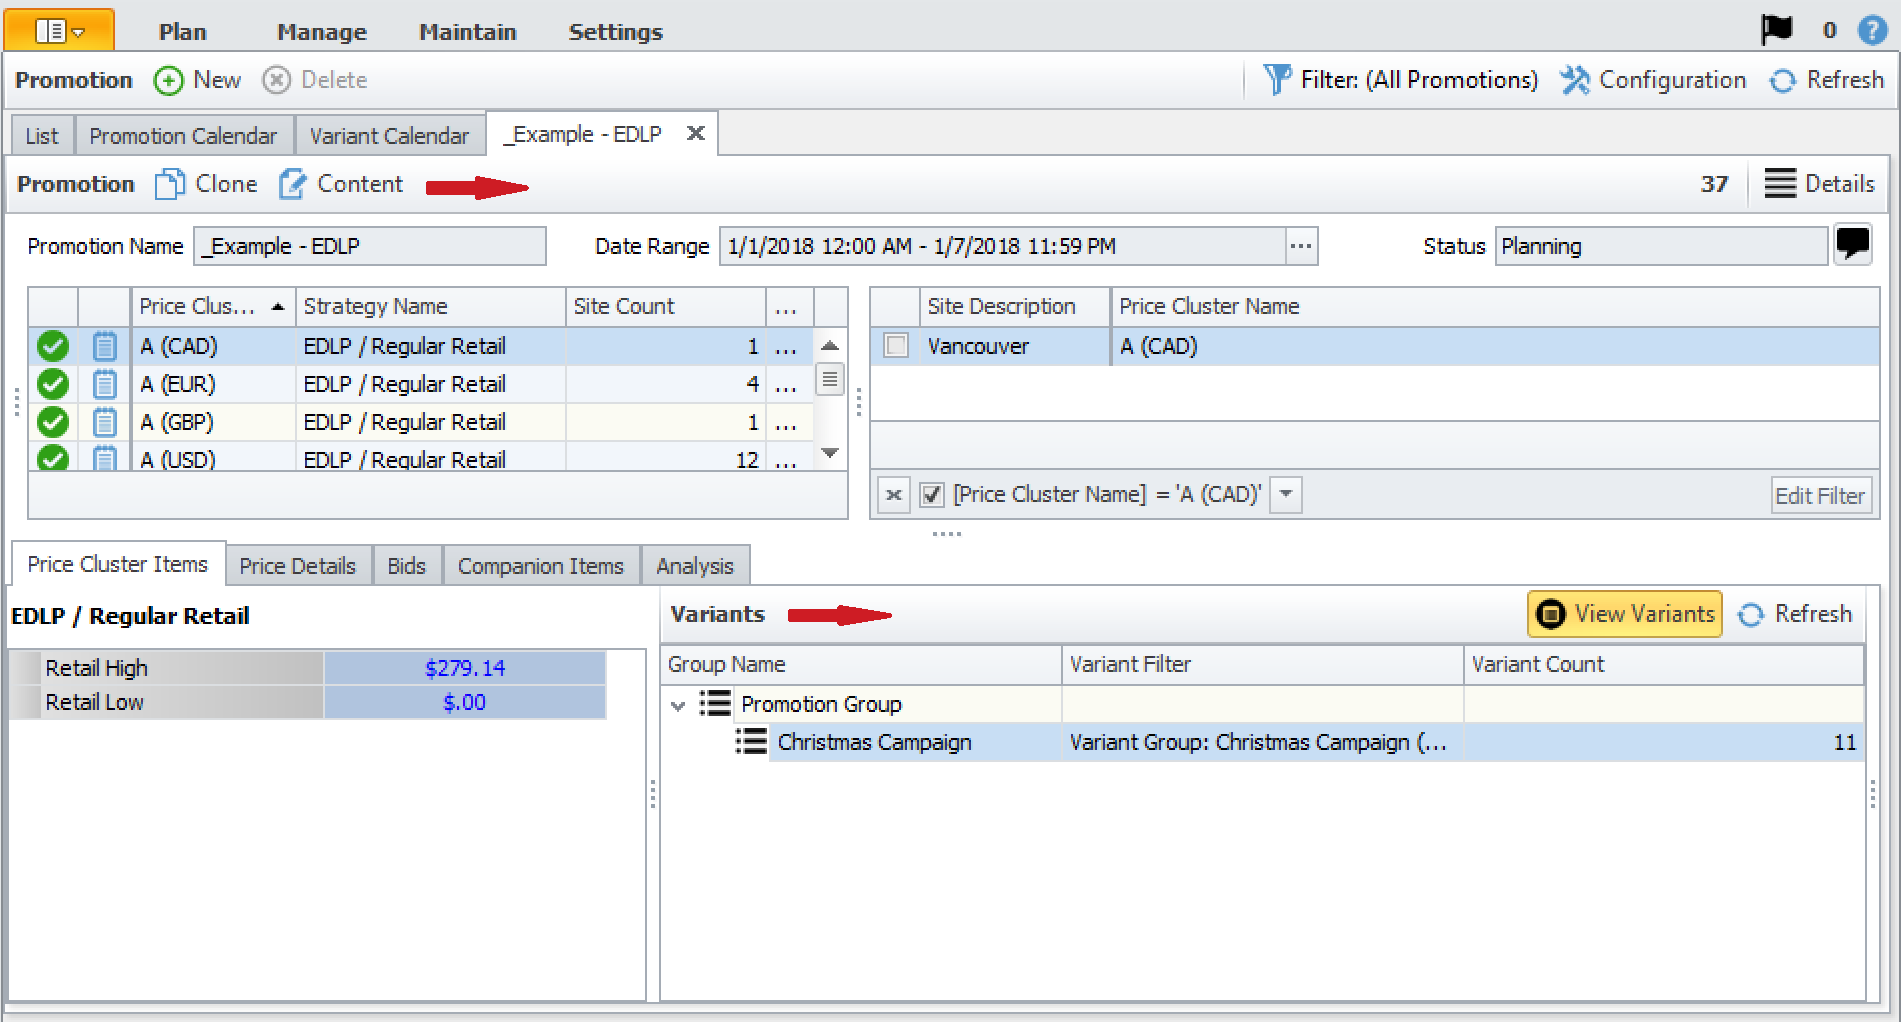 Plan Manage Maintain Settings 0 ?
Promotion New Delete Filter: (All Promotions) Configuration Refresh
List Promotion Calendar Variant Calendar _Example - EDLP
Promotion Clone Content 37 Details
Promotion Name _Example - EDLP Date Range 1/1/2018 12:00 AM - 1/7/2018 11:59 PM ... Status Planning
Price Clus... Strategy Name Site Count ...
A (CAD) EDLP / Regular Retail 1 ...
A (EUR) EDLP / Regular Retail 4 ...
A (GBP) EDLP / Regular Retail 1 ...
A (USD) EDLP / Regular Retail 12 ...
Site Description Price Cluster Name
Vancouver A (CAD)
[Price Cluster Name] = 'A (CAD)' Edit Filter
Price Cluster Items Price Details Bids Companion Items Analysis
EDLP / Regular Retail
Retail High $279.14
Retail Low $.00
Variants View Variants Refresh
Group Name Variant Filter Variant Count
Promotion Group
Christmas Campaign Variant Group: Christmas Campaign (... 11